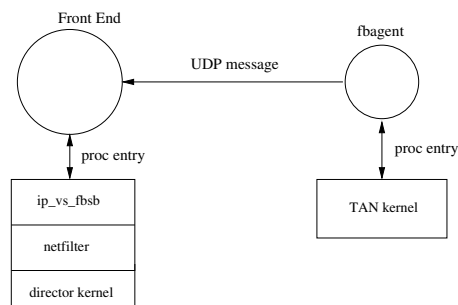 Front End
fbagent
UDP message
proc entry
proc entry
ip_vs_fbsb
TAN kernel
netfilter
director kernel